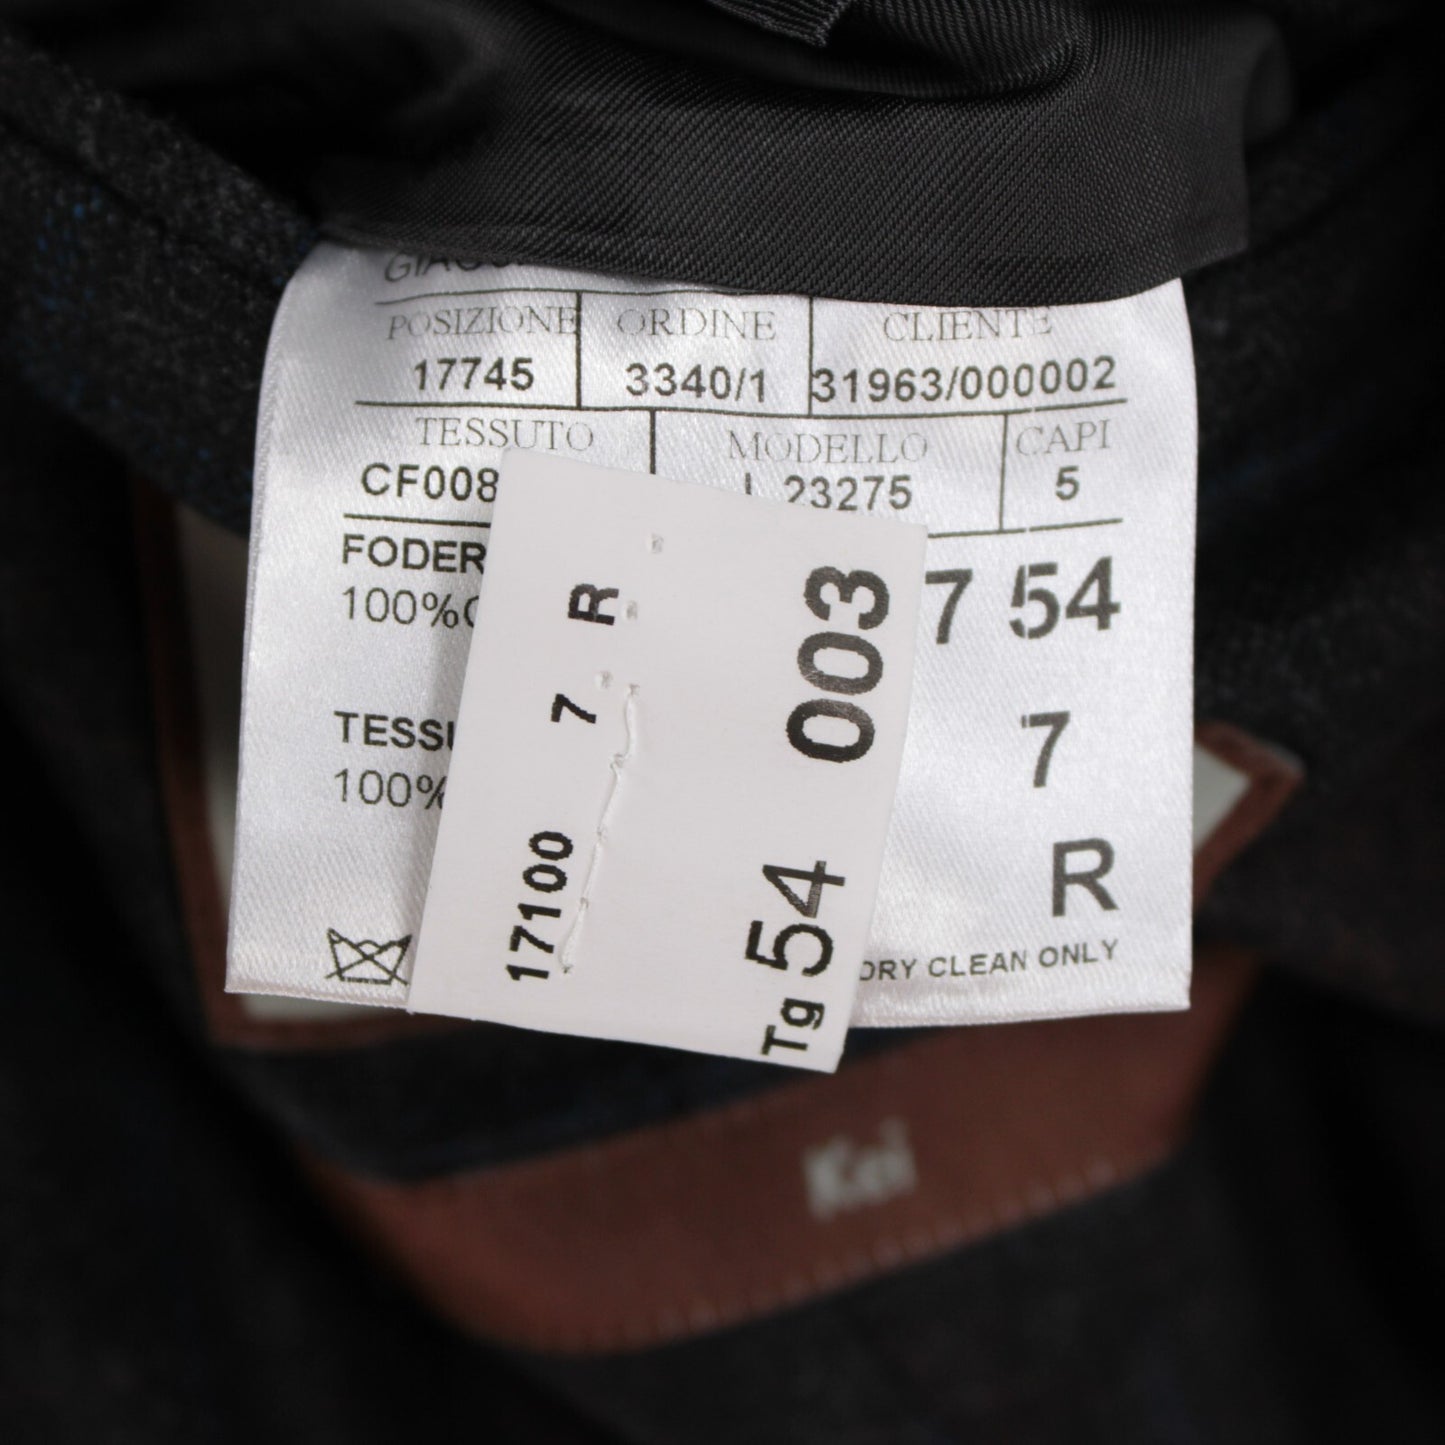 POSIZIONE ORDINE CLIENTE
17745 3340/1 31963/000002
TESSUTO MODELLO CAPI
CF008 23275 5
FODER
100%
7 54
TESSU
100%
7
R
DRY CLEAN ONLY
17100 7 R
Tg 54 003
Kei